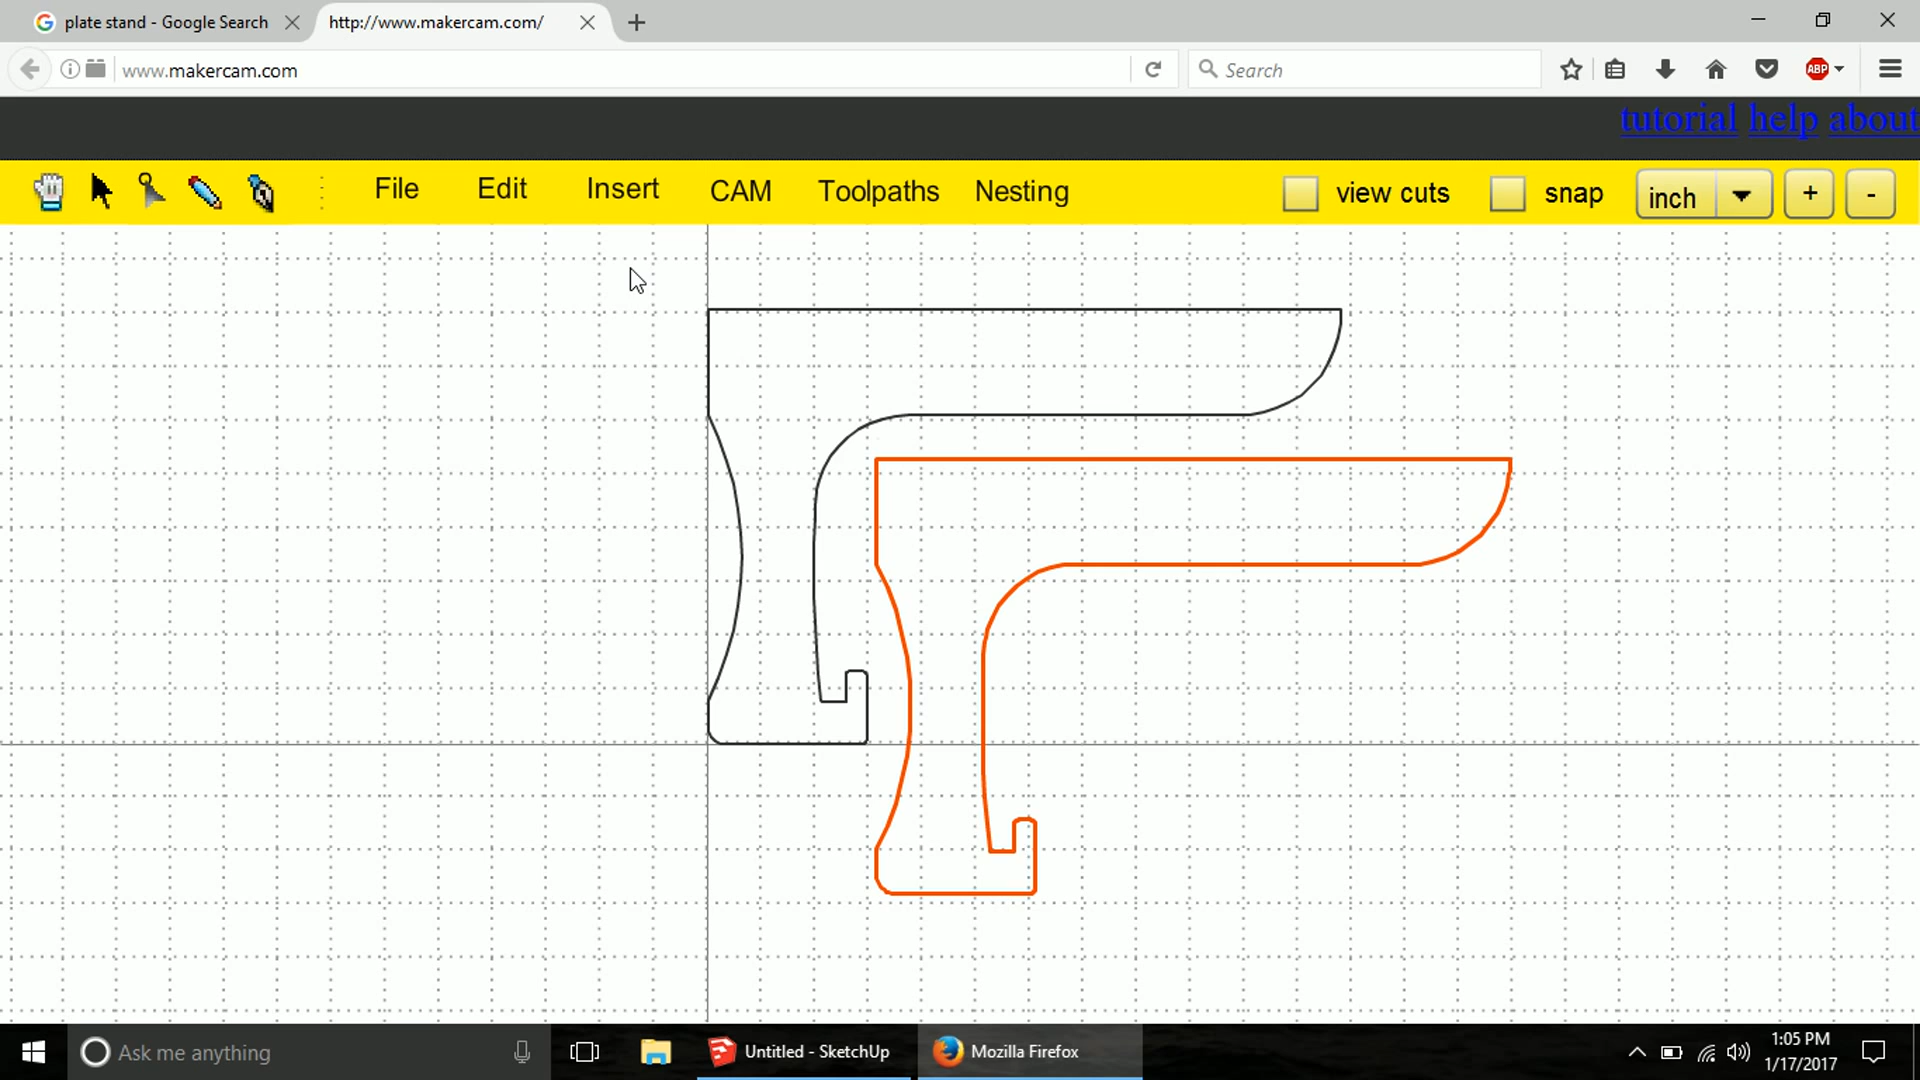 plate stand - Google Search
http://www.makercam.com/
www.makercam.com
Search
ABP
tutorial help about
File Edit Insert CAM Toolpaths Nesting view cuts snap inch + -
Ask me anything
Untitled - SketchUp
Mozilla Firefox
1:05 PM
1/17/2017